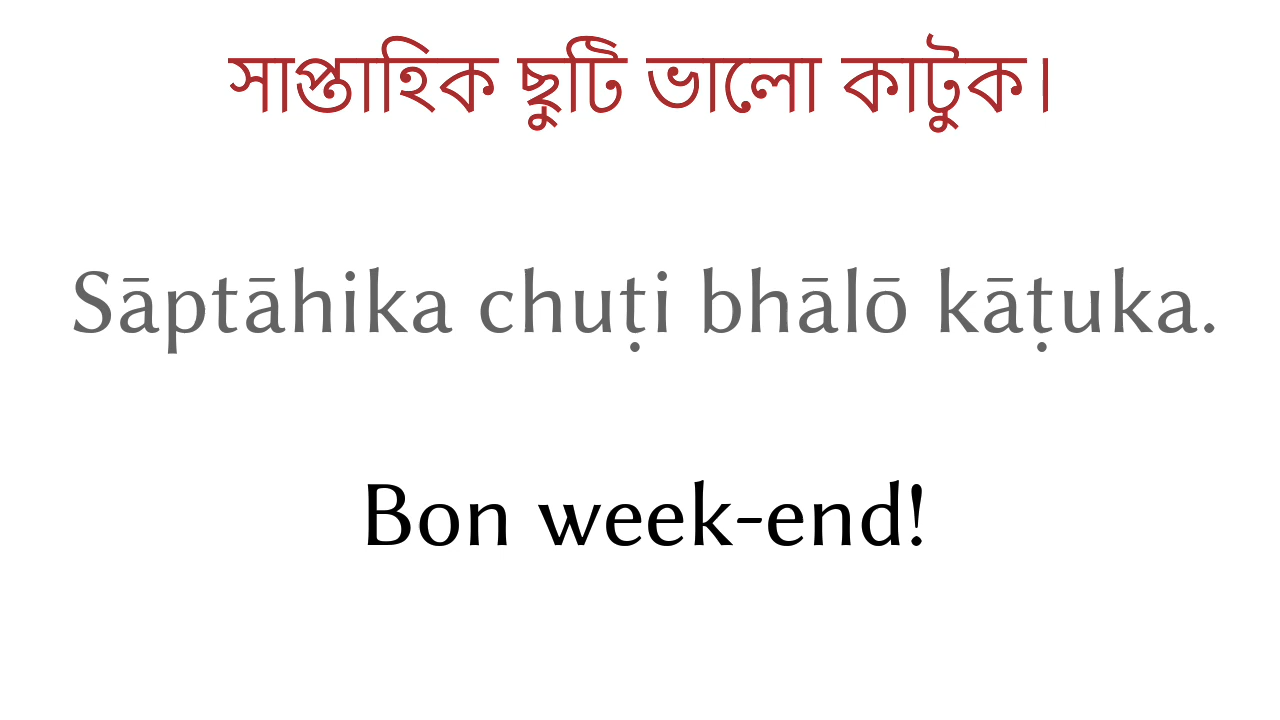 সাপ্তাহিক ছুটি ভালো কাটুক।
Sāptāhika chuṭi bhālō kāṭuka.
Bon week-end!